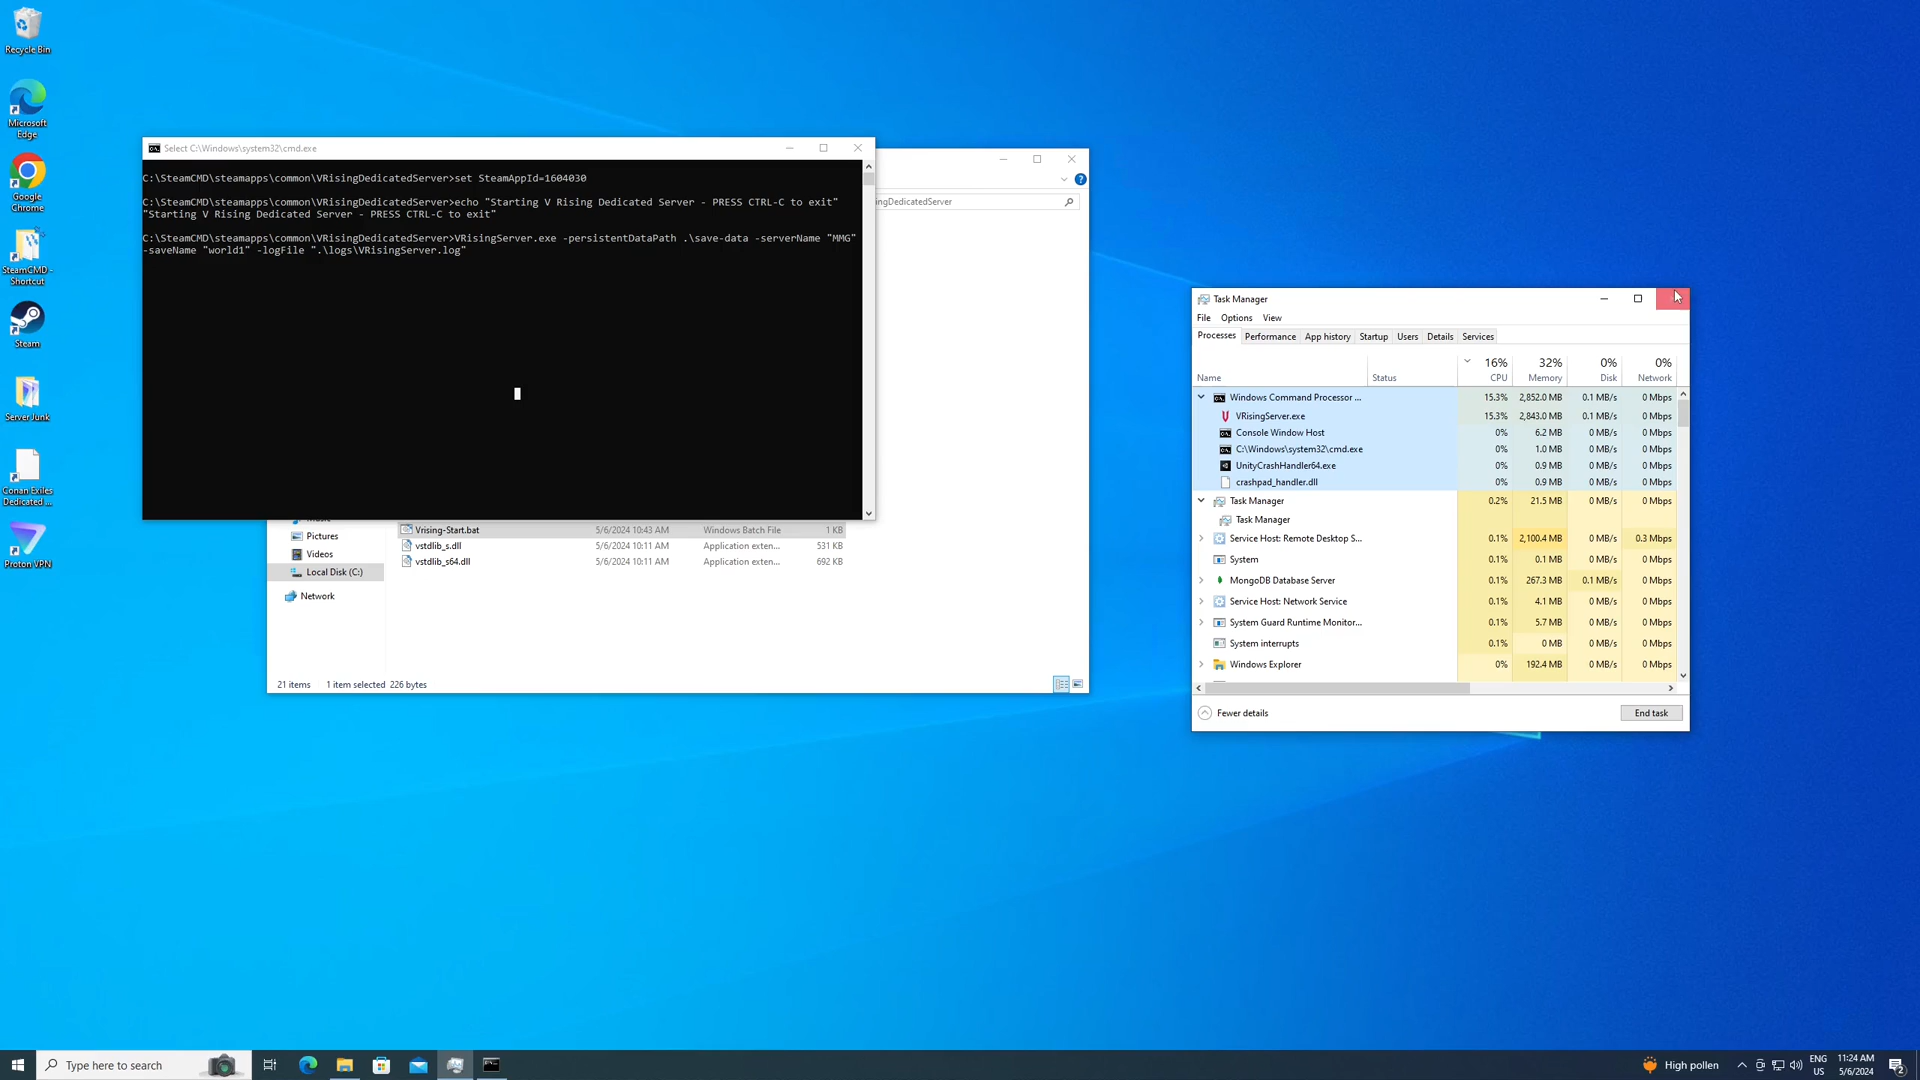 Recycle Bin
Microsoft
Edge
Google
Chrome
SteamCMD -
Shortcut
Steam
Server Junk
Conan Exiles
Dedicated ...
Proton VPN
Select C:\Windows\system32\cmd.exe
C:\SteamCMD\steamapps\common\VRisingDedicatedServer>set SteamAppId=1604030
C:\SteamCMD\steamapps\common\VRisingDedicatedServer>echo "Starting V Rising Dedicated Server - PRESS CTRL-C to exit"
"Starting V Rising Dedicated Server - PRESS CTRL-C to exit"
C:\SteamCMD\steamapps\common\VRisingDedicatedServer>VRisingServer.exe -persistentDataPath .\save-data -serverName "MMG"
-saveName "world1" -logFile ".\logs\VRisingServer.log"
ingDedicatedServer
Pictures
Videos
Local Disk (C:)
Network
Vrising-Start.bat 5/6/2024 10:43 AM Windows Batch File 1 KB
vstdlib_s.dll 5/6/2024 10:11 AM Application exten... 531 KB
vstdlib_s64.dll 5/6/2024 10:11 AM Application exten... 692 KB
21 items 1 item selected 226 bytes
Task Manager
File Options View
Processes Performance App history Startup Users Details Services
16% 32% 0% 0%
Name Status CPU Memory Disk Network
Windows Command Processor ... 15.3% 2,852.0 MB 0.1 MB/s 0 Mbps
VRisingServer.exe 15.3% 2,843.0 MB 0.1 MB/s 0 Mbps
Console Window Host 0% 6.2 MB 0 MB/s 0 Mbps
C:\Windows\system32\cmd.exe 0% 1.0 MB 0 MB/s 0 Mbps
UnityCrashHandler64.exe 0% 0.9 MB 0 MB/s 0 Mbps
crashpad_handler.dll 0% 0.9 MB 0 MB/s 0 Mbps
Task Manager 0.2% 21.5 MB 0 MB/s 0 Mbps
Task Manager
Service Host: Remote Desktop S... 0.1% 2,100.4 MB 0 MB/s 0.3 Mbps
System 0.1% 0.1 MB 0 MB/s 0 Mbps
MongoDB Database Server 0.1% 267.3 MB 0.1 MB/s 0 Mbps
Service Host: Network Service 0.1% 4.1 MB 0 MB/s 0 Mbps
System Guard Runtime Monitor... 0.1% 5.7 MB 0 MB/s 0 Mbps
System interrupts 0.1% 0 MB 0 MB/s 0 Mbps
Windows Explorer 0% 192.4 MB 0 MB/s 0 Mbps
Fewer details End task
Type here to search
High pollen
ENG
US
11:24 AM
5/6/2024
2